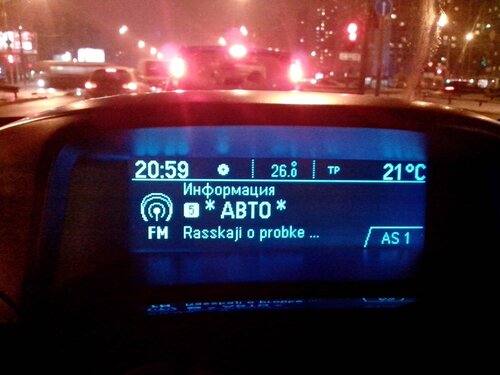 20:59 26.0° TP 21°C
Информация
5 * АВТО *
FM Rasskaji o probke ...
AS 1